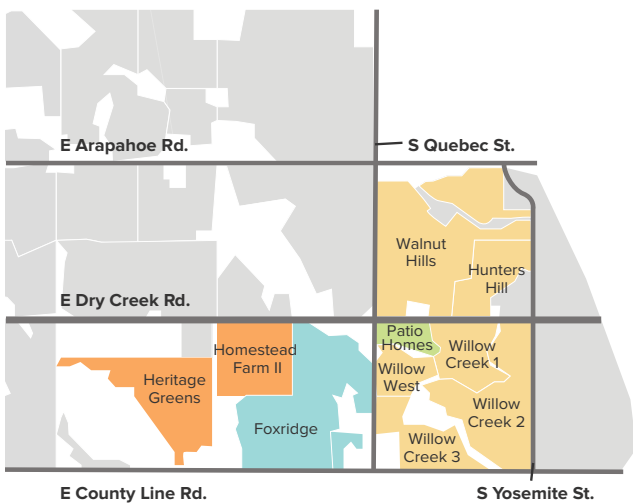 E Arapahoe Rd.
S Quebec St.
Walnut
Hills
Hunters
Hill
E Dry Creek Rd.
Patio
Homes
Willow
Creek 1
Homestead
Farm II
Willow
West
Heritage
Greens
Willow
Creek 2
Foxridge
Willow
Creek 3
E County Line Rd.
S Yosemite St.